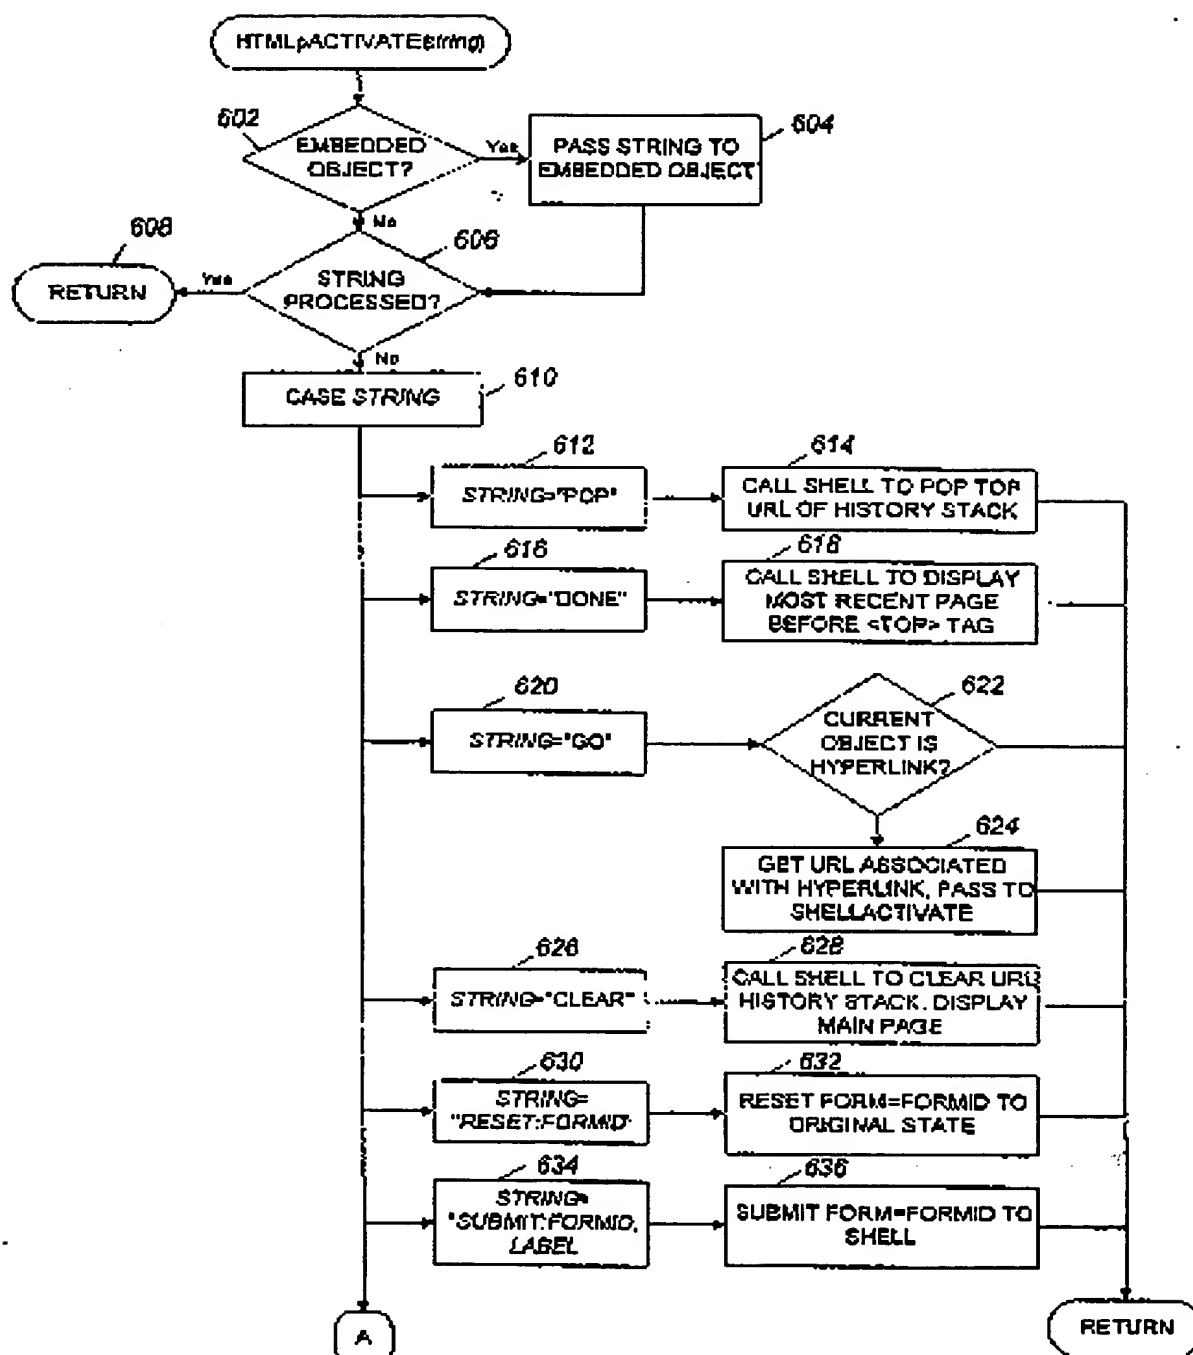 HTMLpACTIVATE(string)
602
EMBEDDED
OBJECT?
Yes
604
PASS STRING TO
EMBEDDED OBJECT
No
608
RETURN
Yes
606
STRING
PROCESSED?
No
610
CASE STRING
612
STRING="POP"
614
CALL SHELL TO POP TOP
URL OF HISTORY STACK
616
STRING="DONE"
618
CALL SHELL TO DISPLAY
MOST RECENT PAGE
BEFORE <TOP> TAG
620
STRING="GO"
622
CURRENT
OBJECT IS
HYPERLINK?
624
GET URL ASSOCIATED
WITH HYPERLINK, PASS TO
SHELLACTIVATE
626
STRING="CLEAR"
628
CALL SHELL TO CLEAR URL
HISTORY STACK. DISPLAY
MAIN PAGE
630
STRING=
"RESET:FORMID"
632
RESET FORM=FORMID TO
ORIGINAL STATE
634
STRING=
"SUBMIT:FORMID,
LABEL
636
SUBMIT FORM=FORMID TO
SHELL
A
RETURN